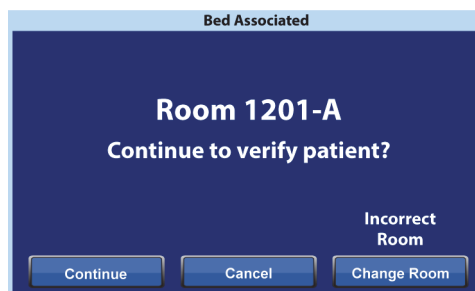 Bed Associated
Room 1201-A
Continue to verify patient?
Incorrect
Room
Continue
Cancel
Change Room